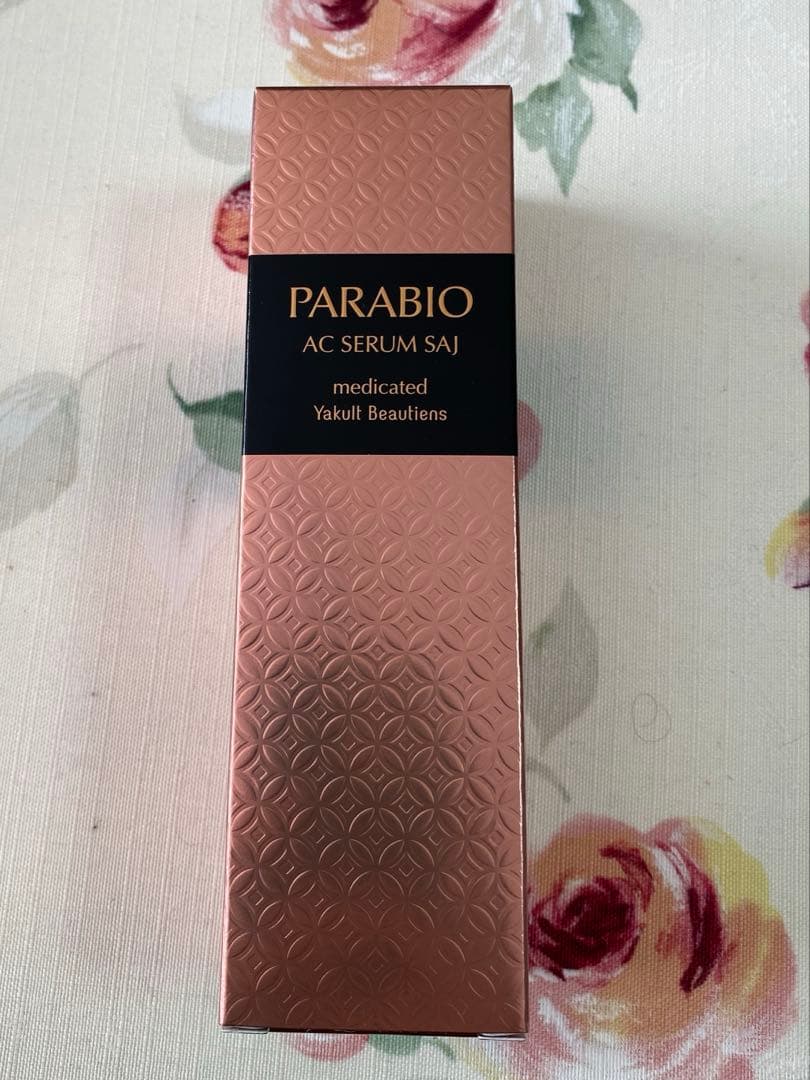 PARABIO
AC SERUM SAJ
medicated
Yakult Beautiens